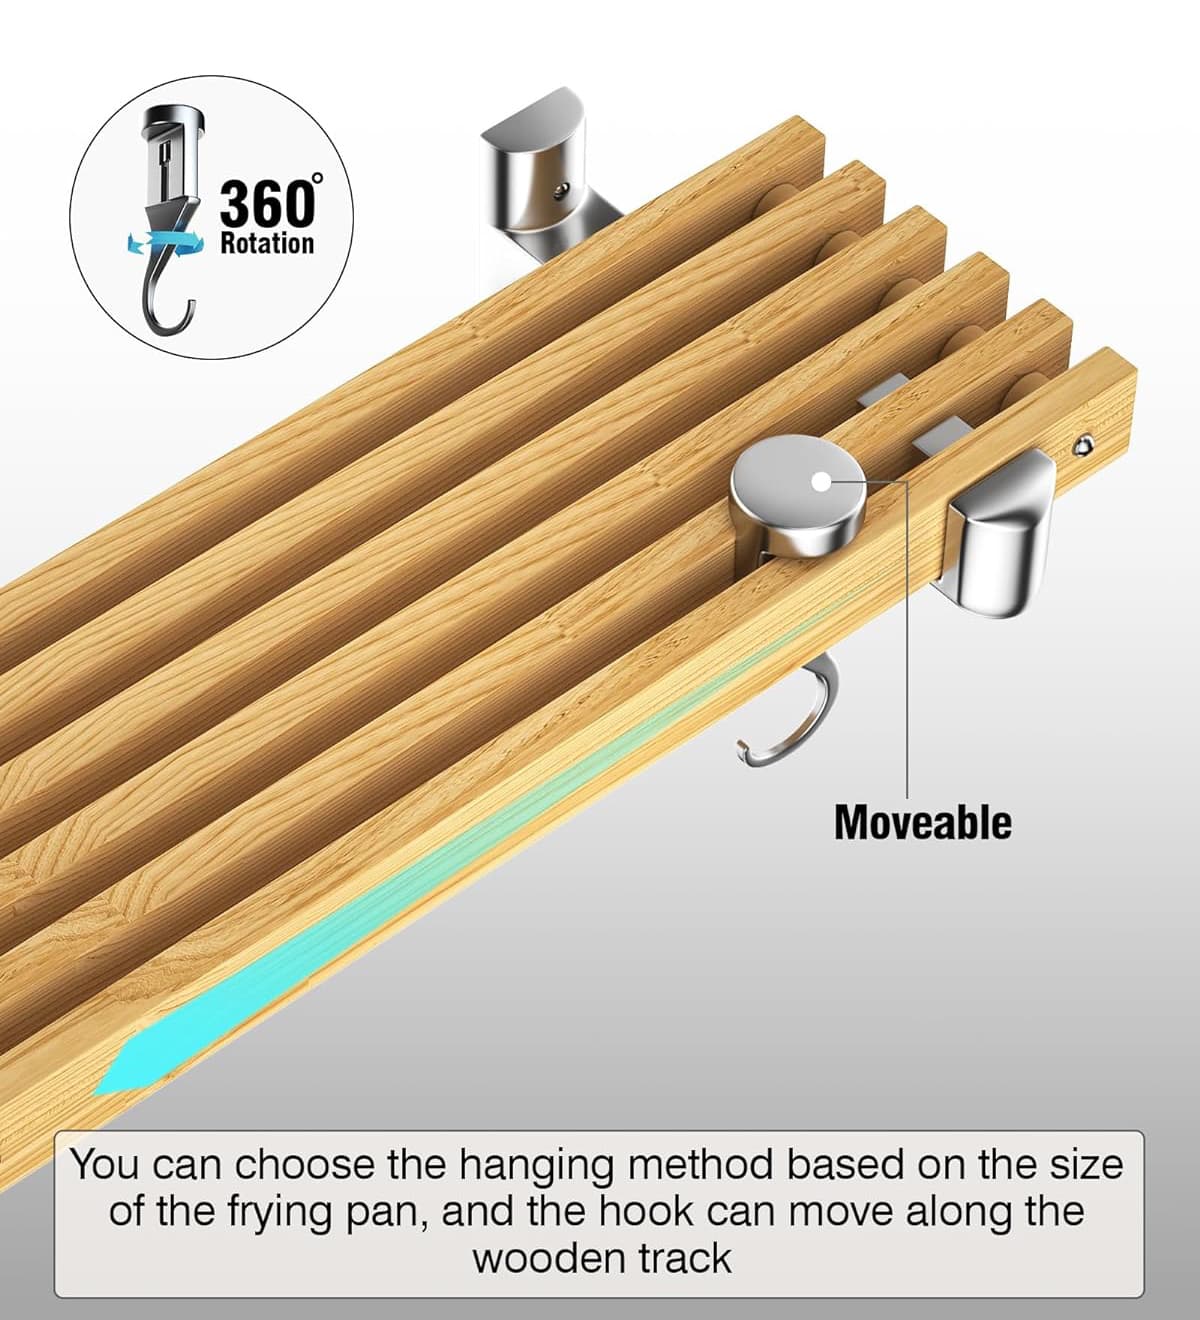 360°
Rotation
Moveable
You can choose the hanging method based on the size
of the frying pan, and the hook can move along the
wooden track